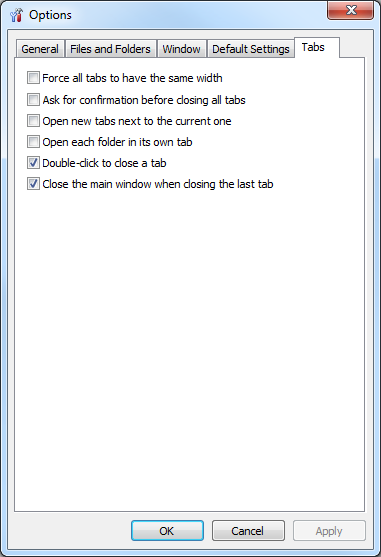 Options
General Files and Folders Window Default Settings Tabs
Force all tabs to have the same width
Ask for confirmation before closing all tabs
Open new tabs next to the current one
Open each folder in its own tab
Double-click to close a tab
Close the main window when closing the last tab
OK Cancel Apply